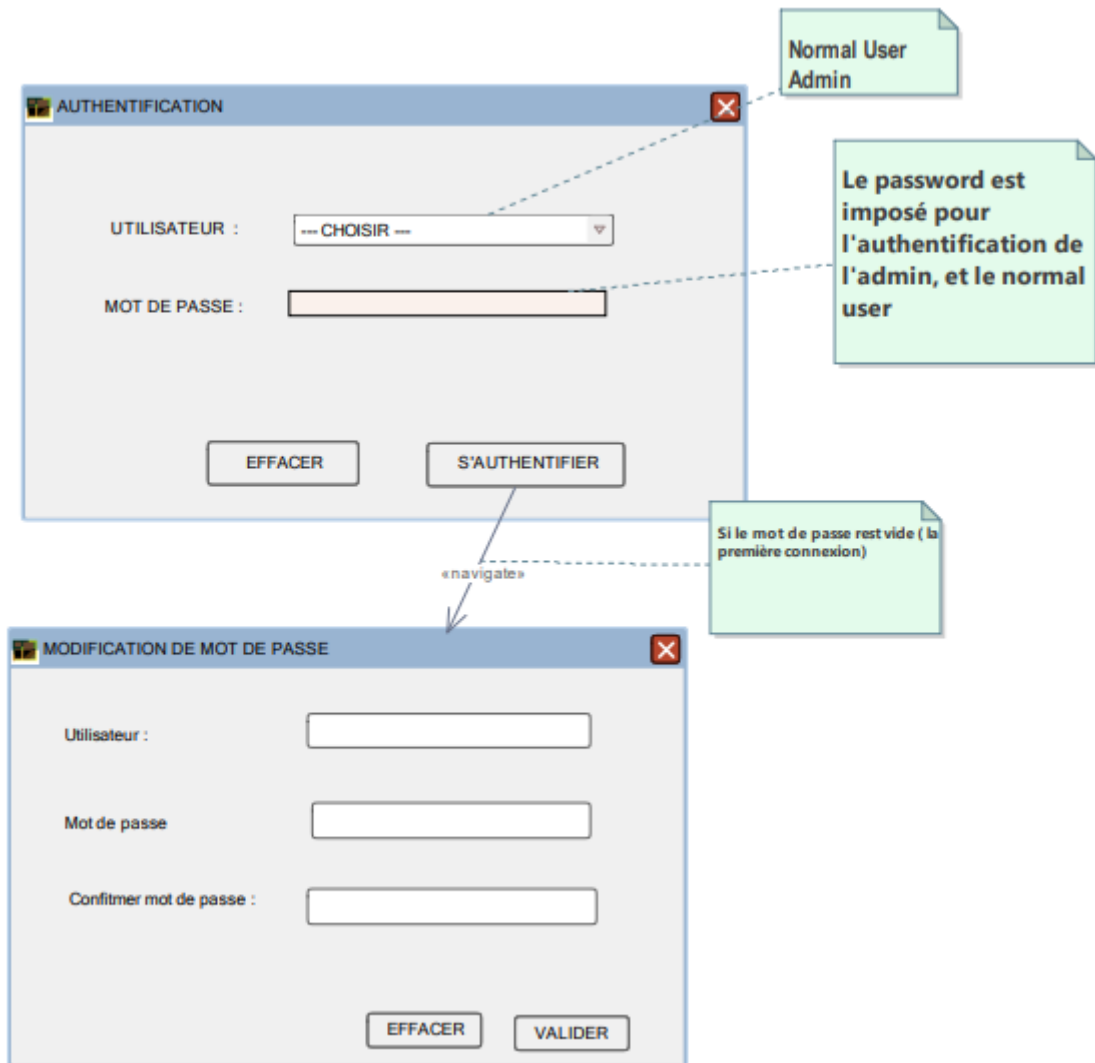 Normal User
Admin
AUTHENTIFICATION
Le password est
imposé pour
l'authentification de
l'admin, et le normal
user
UTILISATEUR :
--- CHOISIR ---
MOT DE PASSE :
EFFACER
S'AUTHENTIFIER
Si le mot de passe rest vide ( la
première connexion)
«navigate»
MODIFICATION DE MOT DE PASSE
Utilisateur :
Mot de passe
Confitmer mot de passe :
EFFACER
VALIDER